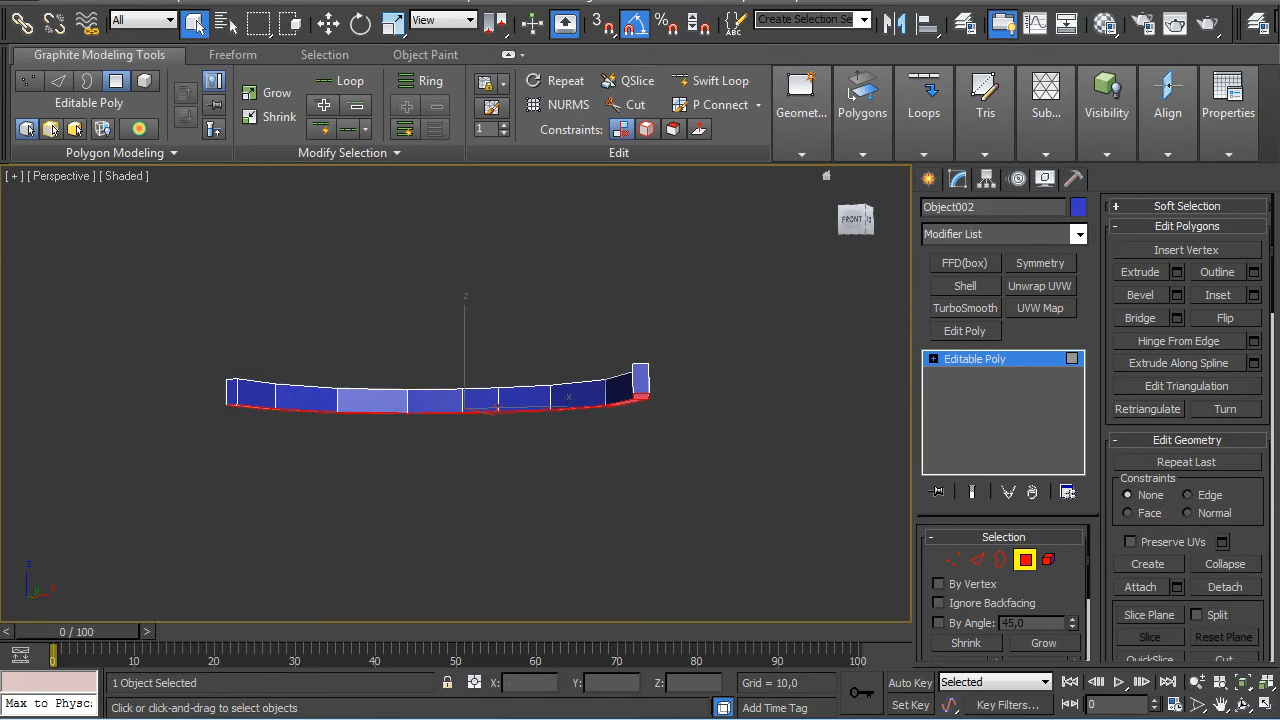 All
View
3
%
ABC
Create Selection Se
Graphite Modeling Tools
Freeform
Selection
Object Paint
Editable Poly
Polygon Modeling
Grow
Shrink
Loop
Ring
Modify Selection
1
Repeat
QSlice
Swift Loop
NURMS
Cut
P Connect
Constraints:
Edit
Geomet...
Polygons
Loops
Tris
Sub...
Visibility
Align
Properties
[ + ] [ Perspective ] [ Shaded ]
FRONT
z
x
z
y
x
Object002
Modifier List
FFD(box)
Symmetry
Shell
Unwrap UVW
TurboSmooth
UVW Map
Edit Poly
Editable Poly
Selection
By Vertex
Ignore Backfacing
By Angle:
45,0
Shrink
Grow
Soft Selection
Edit Polygons
Insert Vertex
Extrude
Outline
Bevel
Inset
Bridge
Flip
Hinge From Edge
Extrude Along Spline
Edit Triangulation
Retriangulate
Turn
Edit Geometry
Repeat Last
Constraints
None
Edge
Face
Normal
Preserve UVs
Create
Collapse
Attach
Detach
Slice Plane
Split
Slice
Reset Plane
QuickSlice
Cut
0 / 100
0 10 20 30 40 50 60 70 80 90 100
1 Object Selected
X:
Y:
Z:
Grid = 10,0
Auto Key
Selected
Max to Physc
Click or click-and-drag to select objects
Add Time Tag
Set Key
Key Filters...
0